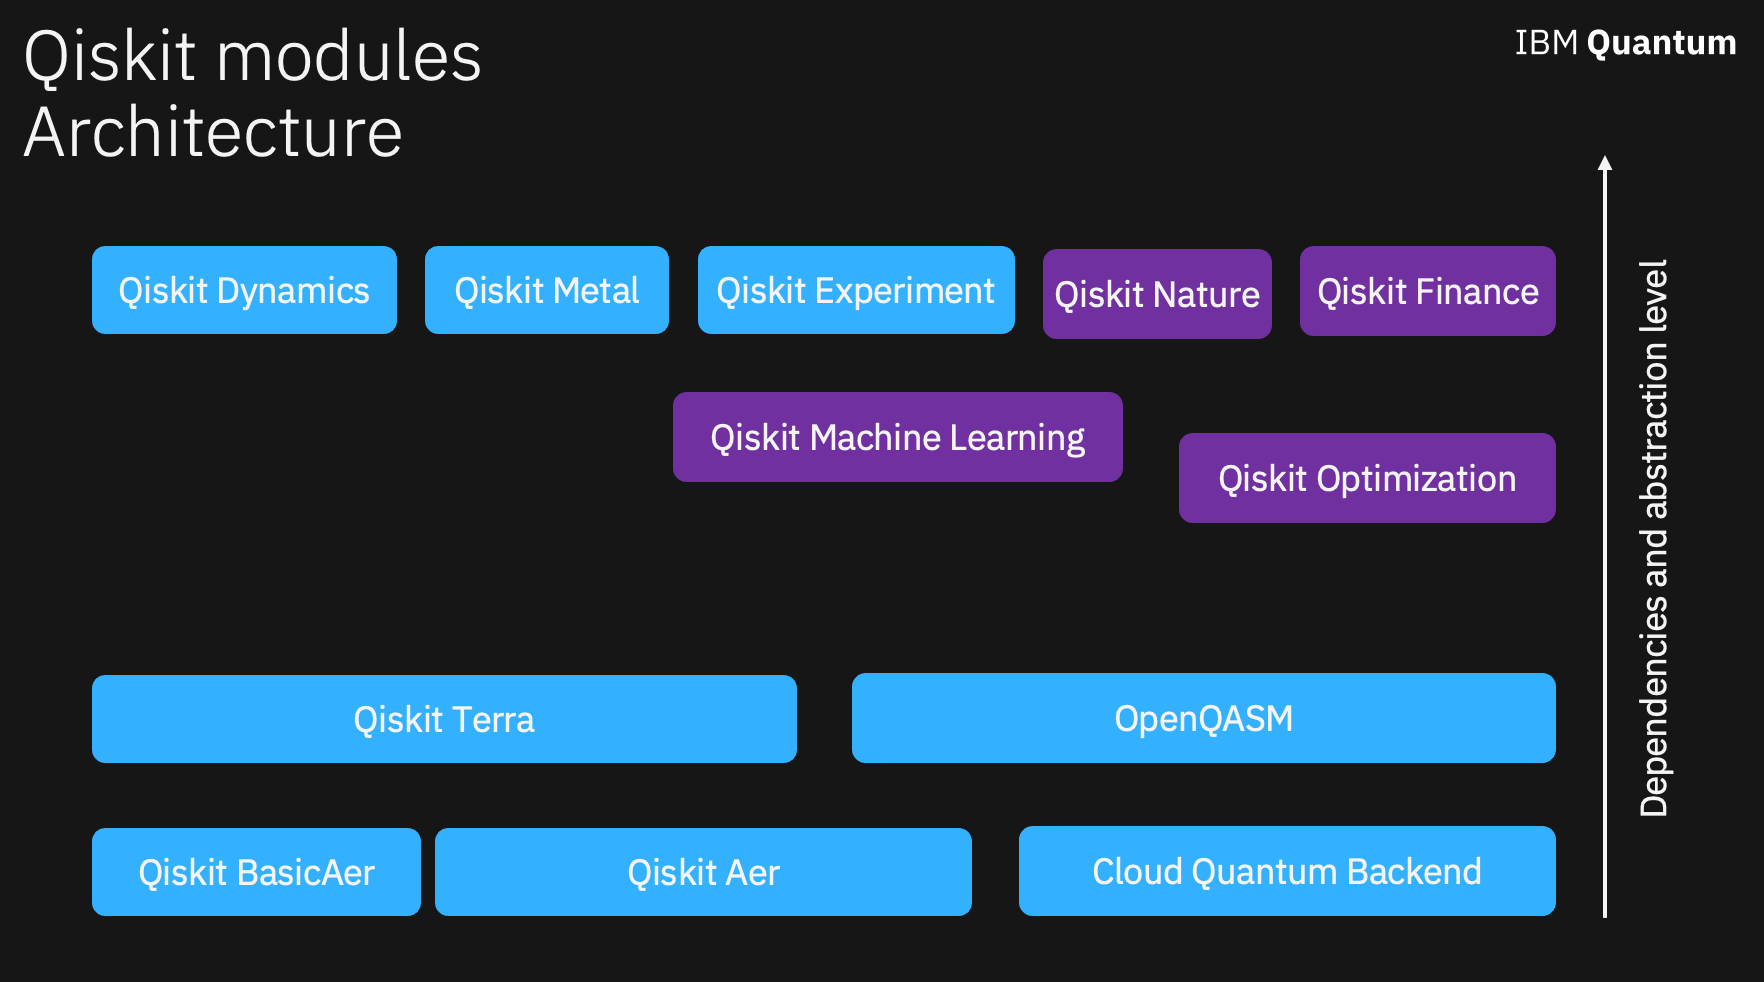 Qiskit modules
Architecture
IBM Quantum
Qiskit Dynamics
Qiskit Metal
Qiskit Experiment
Qiskit Nature
Qiskit Finance
Qiskit Machine Learning
Qiskit Optimization
Qiskit Terra
OpenQASM
Qiskit BasicAer
Qiskit Aer
Cloud Quantum Backend
Dependencies and abstraction level